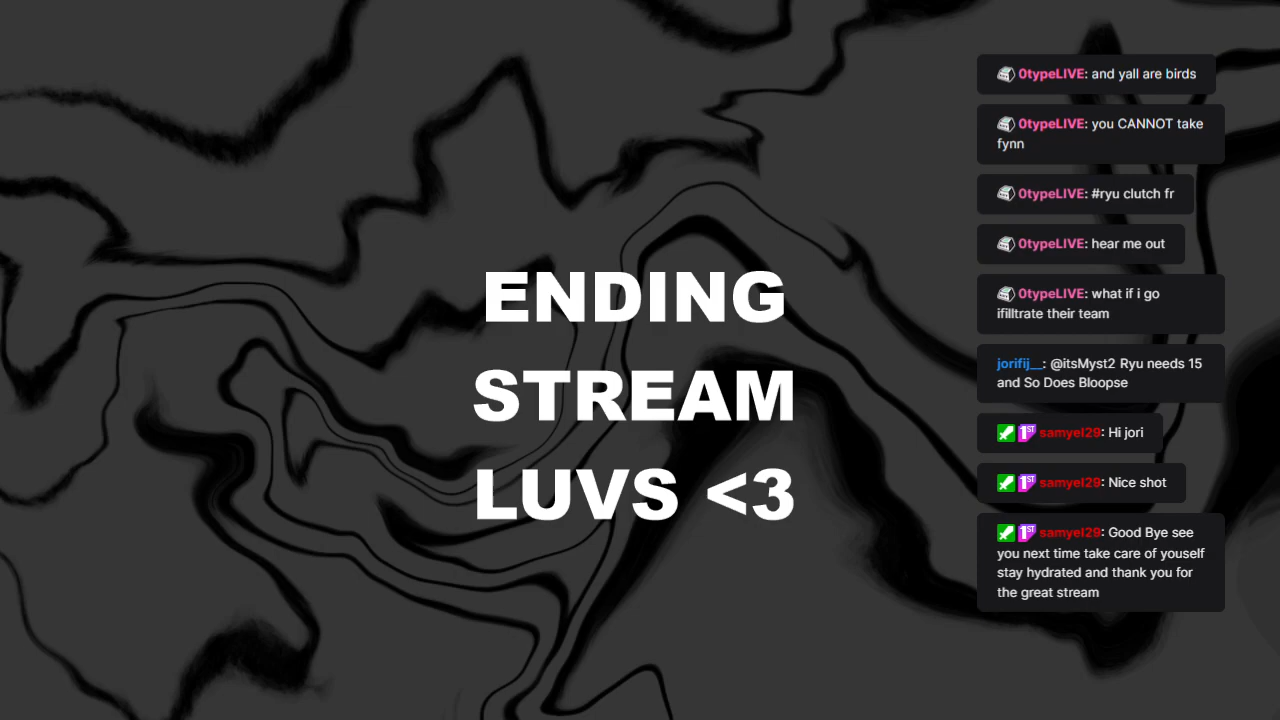 ENDING
STREAM
LUVS <3
0typeLIVE: and yall are birds
0typeLIVE: you CANNOT take
fynn
0typeLIVE: #ryu clutch fr
0typeLIVE: hear me out
0typeLIVE: what if i go
ifilltrate their team
jorifij__: @itsMyst2 Ryu needs 15
and So Does Bloopse
1ST samyel29: Hi jori
1ST samyel29: Nice shot
1ST samyel29: Good Bye see
you next time take care of youself
stay hydrated and thank you for
the great stream